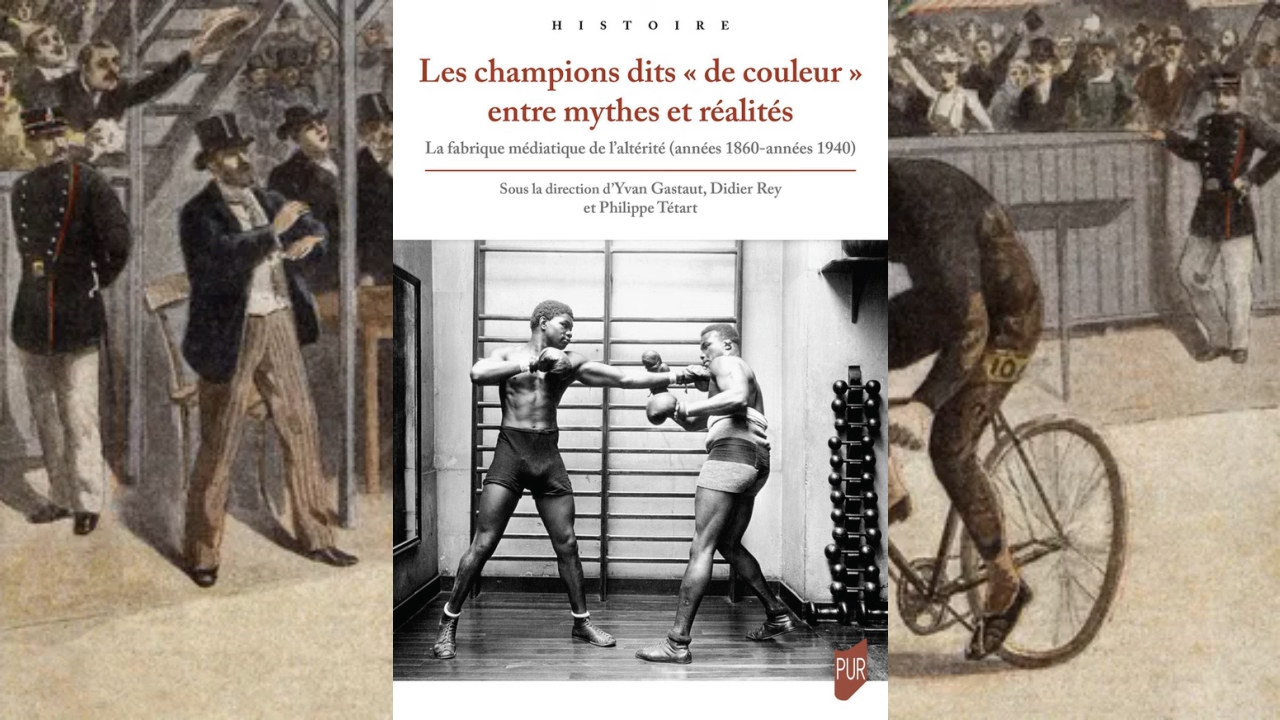 HISTOIRE
Les champions dits « de couleur »
entre mythes et réalités
La fabrique médiatique de l'altérité (années 1860-années 1940)
Sous la direction d'Yvan Gastaut, Didier Rey
et Philippe Tétart
10
PUR